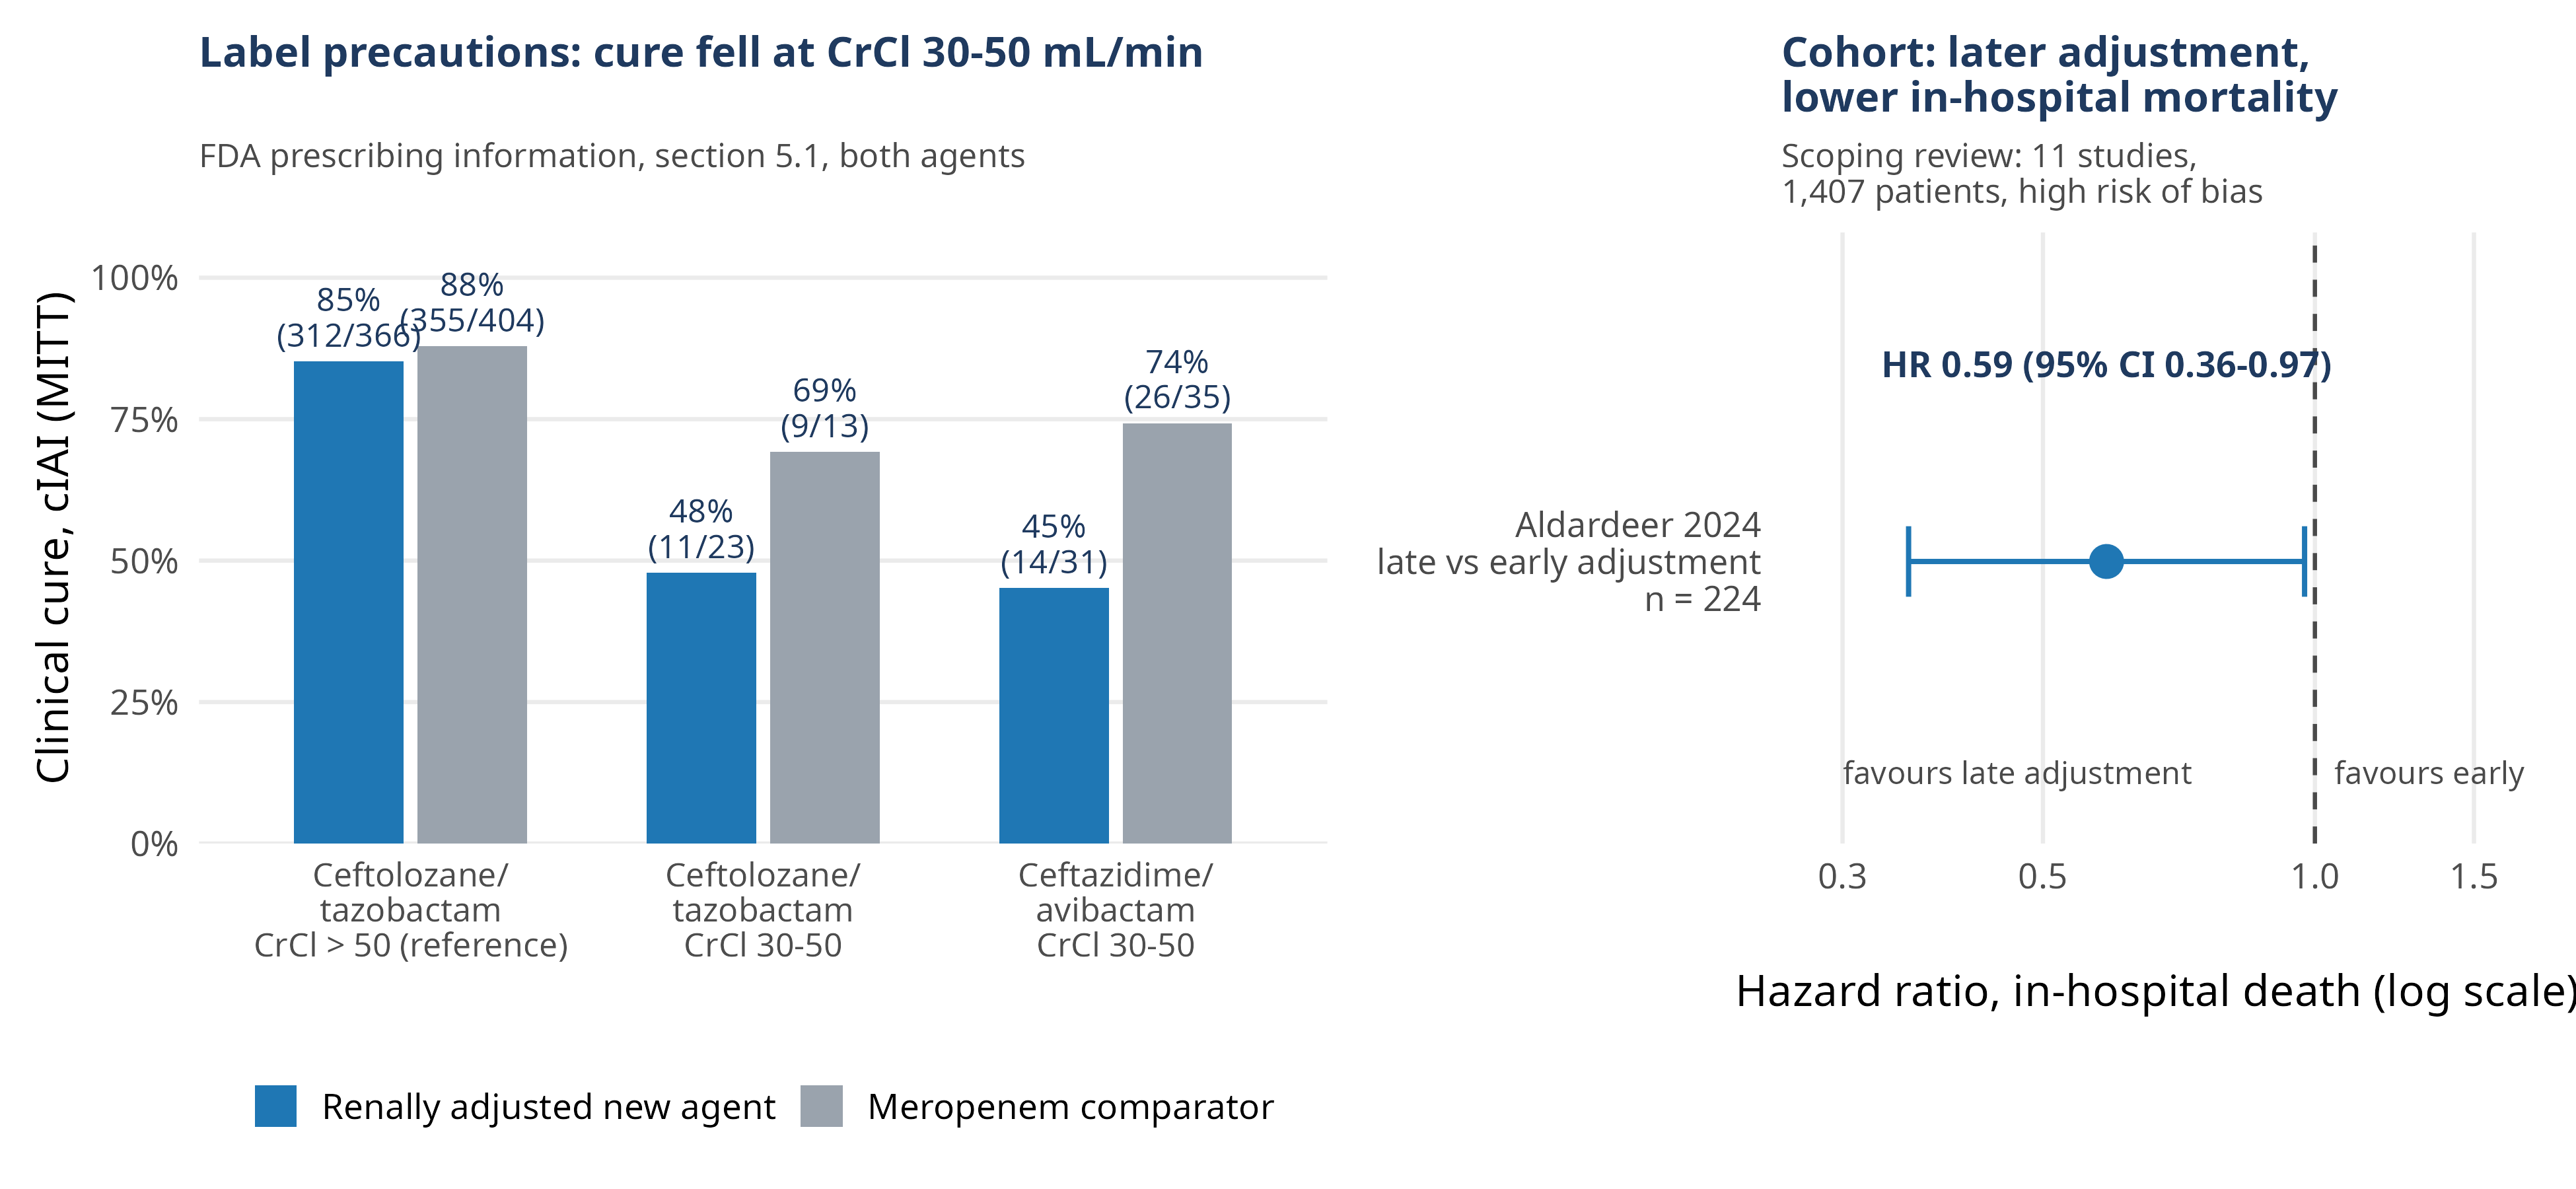 Label precautions: cure fell at CrCl 30-50 mL/min
FDA prescribing information, section 5.1, both agents
Clinical cure, cIAI (MITT)
100%
75%
50%
25%
0%
85%
(312/366)
88%
(355/404)
48%
(11/23)
69%
(9/13)
45%
(14/31)
74%
(26/35)
Ceftolozane/
tazobactam
CrCl > 50 (reference)
Ceftolozane/
tazobactam
CrCl 30-50
Ceftazidime/
avibactam
CrCl 30-50
Renally adjusted new agent
Meropenem comparator
Cohort: later adjustment,
lower in-hospital mortality
Scoping review: 11 studies,
1,407 patients, high risk of bias
HR 0.59 (95% CI 0.36-0.97)
Aldardeer 2024
late vs early adjustment
n = 224
favours late adjustment
favours early
0.3
0.5
1.0
1.5
Hazard ratio, in-hospital death (log scale)